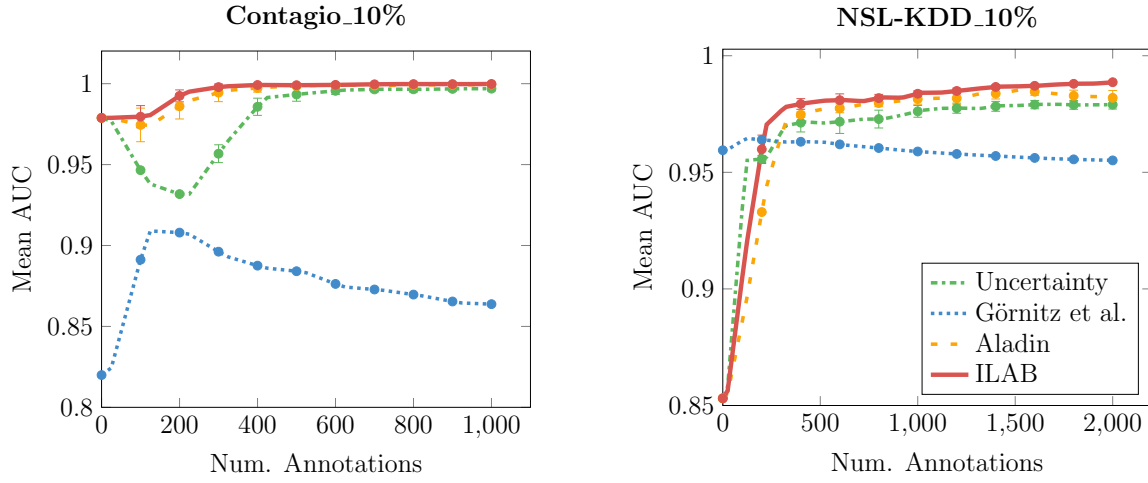 Contagio_10%
1
0.95
0.9
0.85
0.8
Mean AUC
0
200
400
600
800
1,000
Num. Annotations
NSL-KDD_10%
1
0.95
0.9
0.85
Mean AUC
0
500
1,000
1,500
2,000
Num. Annotations
Uncertainty
Görnitz et al.
Aladin
ILAB